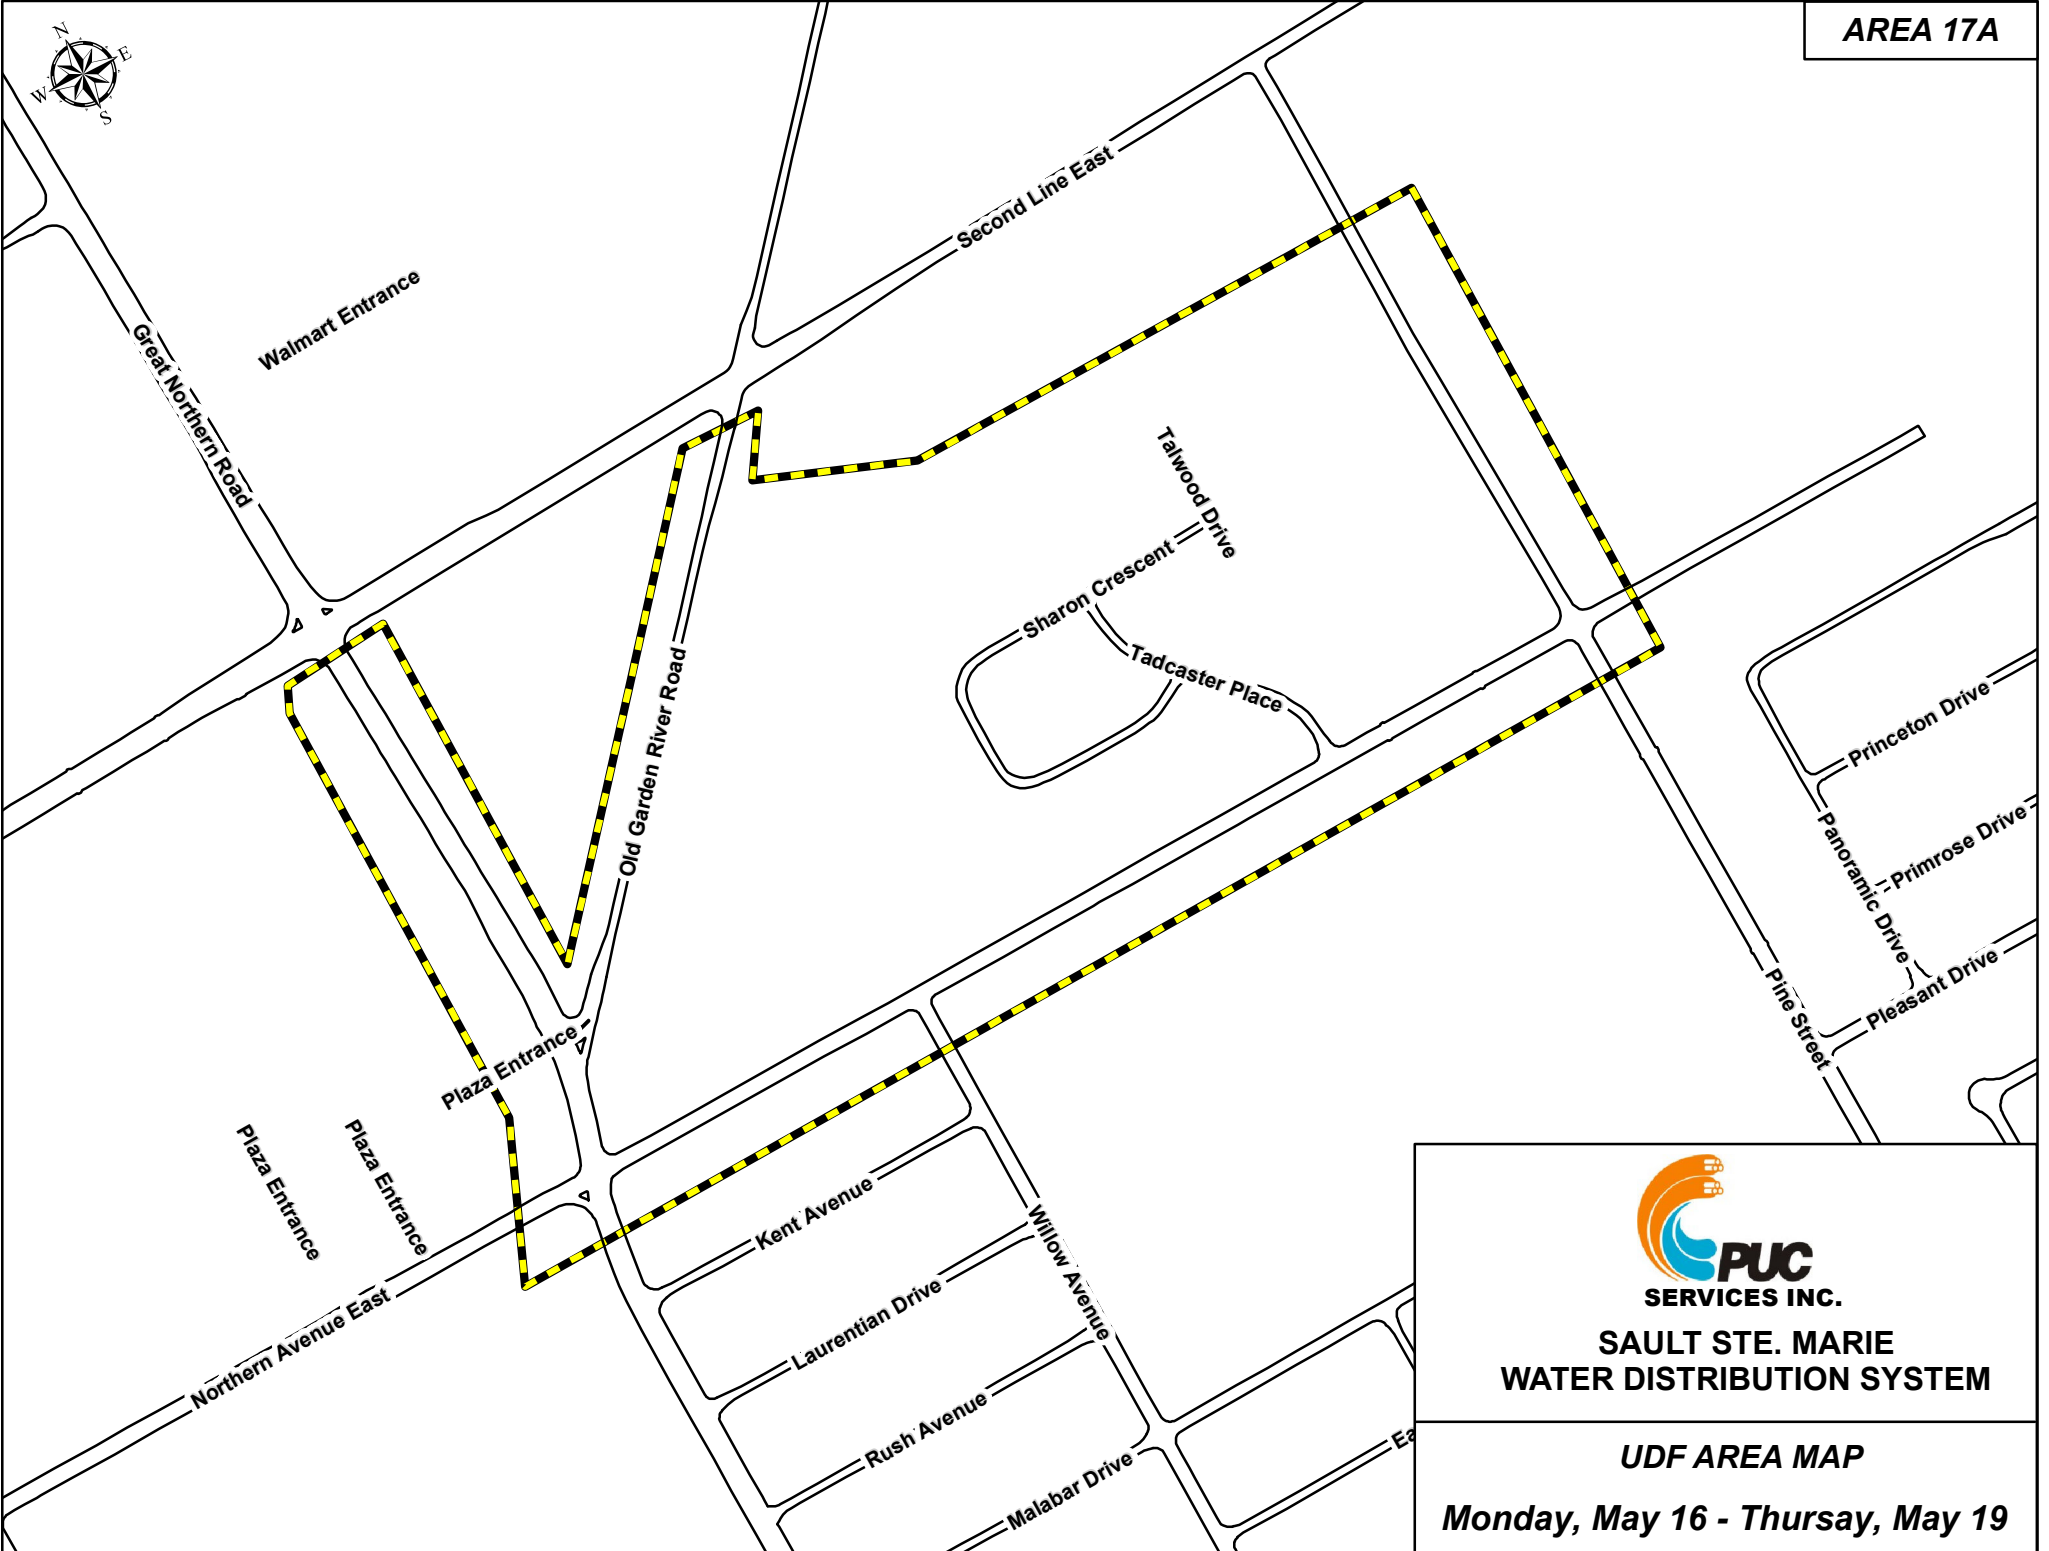 AREA 17A
N
E
W
S
Second Line East
Walmart Entrance
Great Northern Road
Talwood Drive
Sharon Crescent
Tadcaster Place
Old Garden River Road
Princeton Drive
Panoramic Drive
Primrose Drive
Pleasant Drive
Pine Street
Plaza Entrance
Plaza Entrance
Plaza Entrance
Kent Avenue
Willow Avenue
Laurentian Drive
Northern Avenue East
Rush Avenue
Malabar Drive
Ea
PUC
SERVICES INC.
SAULT STE. MARIE
WATER DISTRIBUTION SYSTEM
UDF AREA MAP
Monday, May 16 - Thursay, May 19